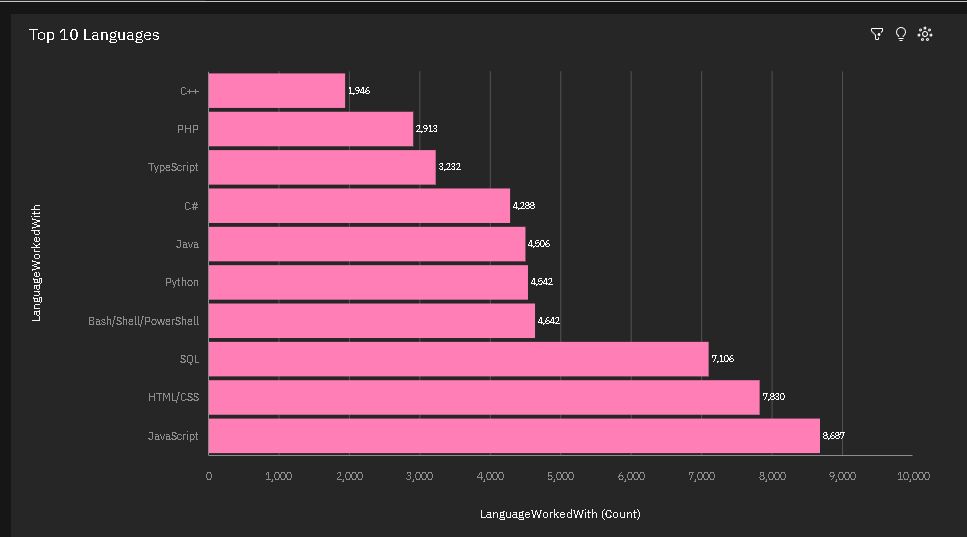 Top 10 Languages
LanguageWorkedWith
C++ 1,946
PHP 2,913
TypeScript 3,232
C# 4,288
Java 4,506
Python 4,542
Bash/Shell/PowerShell 4,642
SQL 7,106
HTML/CSS 7,830
JavaScript 8,687
0 1,000 2,000 3,000 4,000 5,000 6,000 7,000 8,000 9,000 10,000
LanguageWorkedWith (Count)